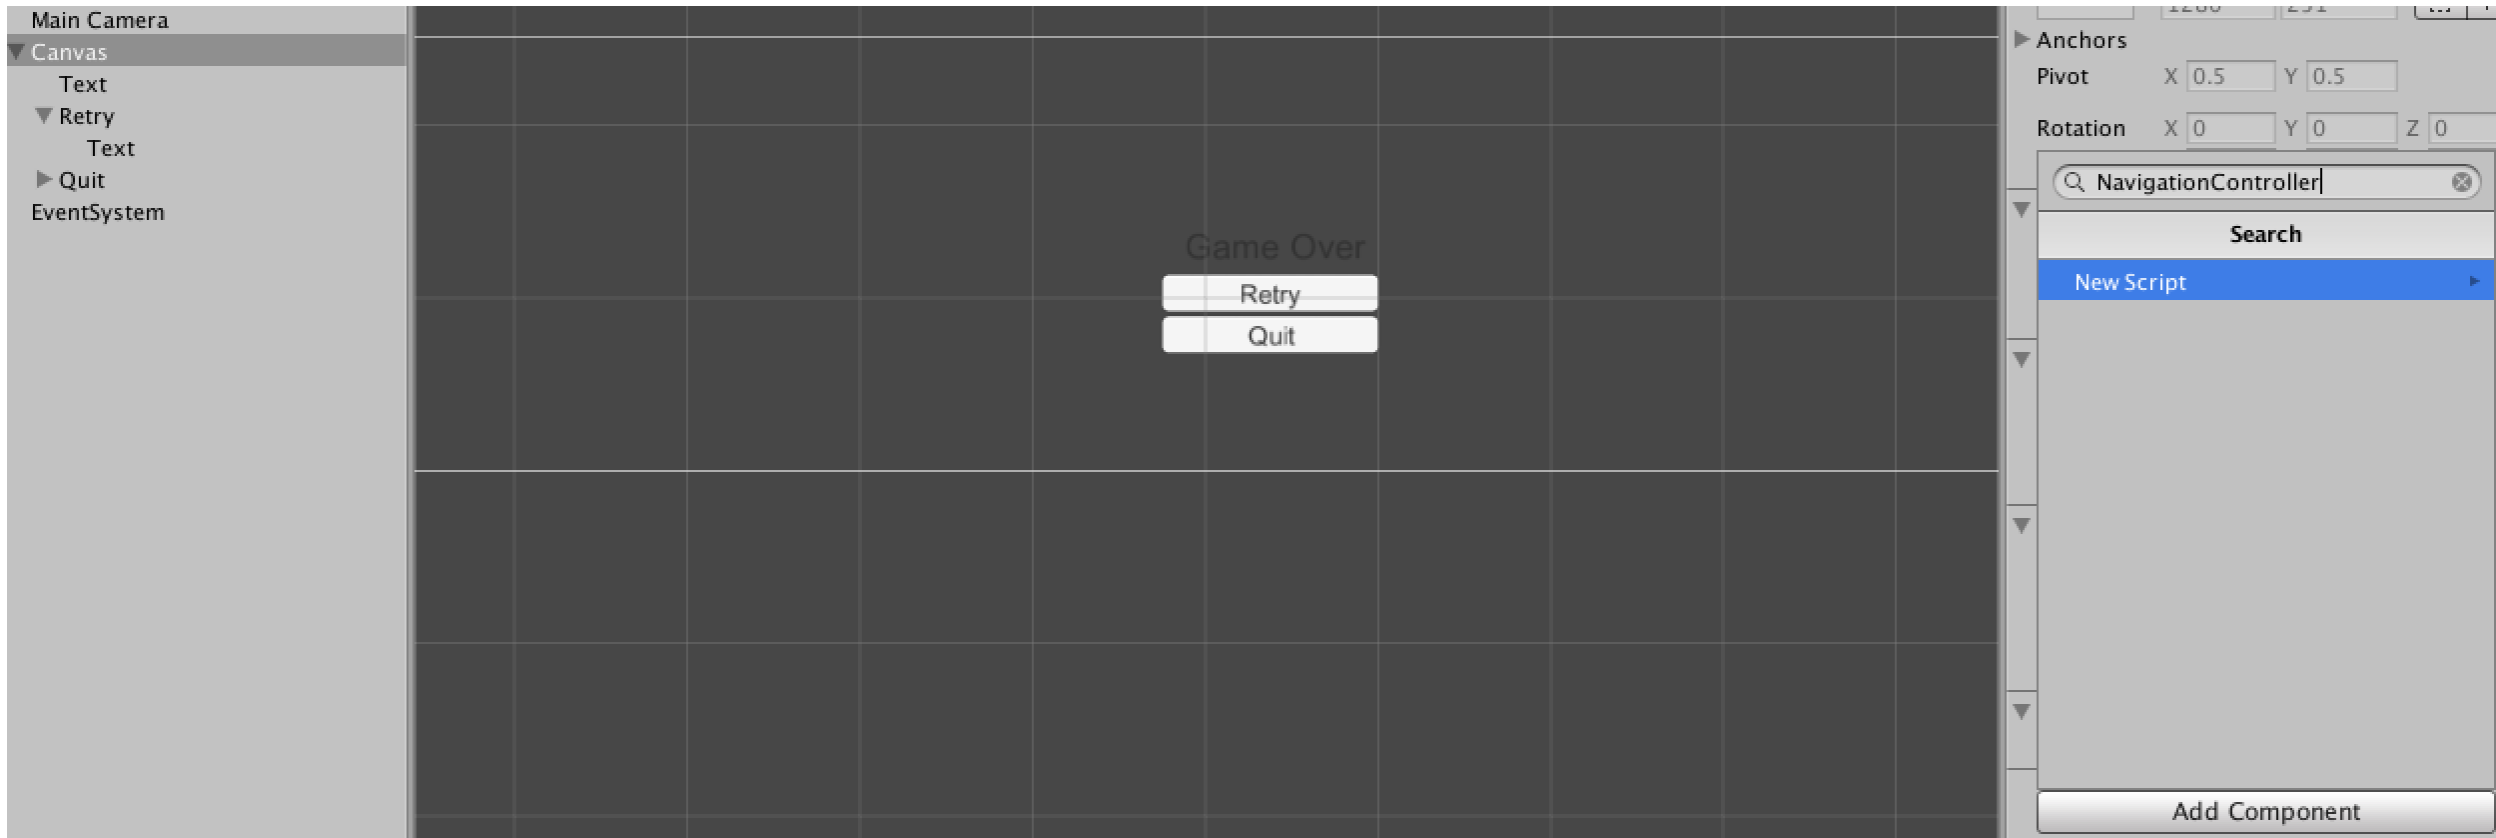 Main Camera
Canvas
Text
Retry
Text
Quit
EventSystem
Game Over
Retry
Quit
Anchors
Pivot X 0.5 Y 0.5
Rotation X 0 Y 0 Z 0
NavigationController
Search
New Script
Add Component